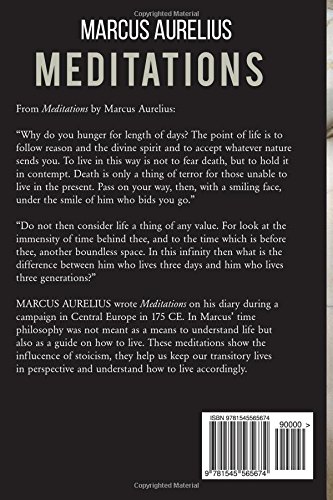 Copyrighted Material
MARCUS AURELIUS
MEDITATIONS
From Meditations by Marcus Aurelius:
“Why do you hunger for length of days? The point of life is to
follow reason and the divine spirit and to accept whatever nature
sends you. To live in this way is not to fear death, but to hold it
in contempt. Death is only a thing of terror for those unable to
live in the present. Pass on your way, then, with a smiling face,
under the smile of him who bids you go.”
“Do not then consider life a thing of any value. For look at the
immensity of time behind thee, and to the time which is before
thee, another boundless space. In this infinity then what is the
difference between him who lives three days and him who lives
three generations?”
MARCUS AURELIUS wrote Meditations on his diary during a
campaign in Central Europe in 175 CE. In Marcus’ time
philosophy was not meant as a means to understand life but
also as a guide on how to live. These meditations show the
influcence of stoicism, they help us keep our transitory lives
in perspective and understand how to live accordingly.
ISBN 9781545565674
90000 >
9 781545 565674
Copyrighted Material